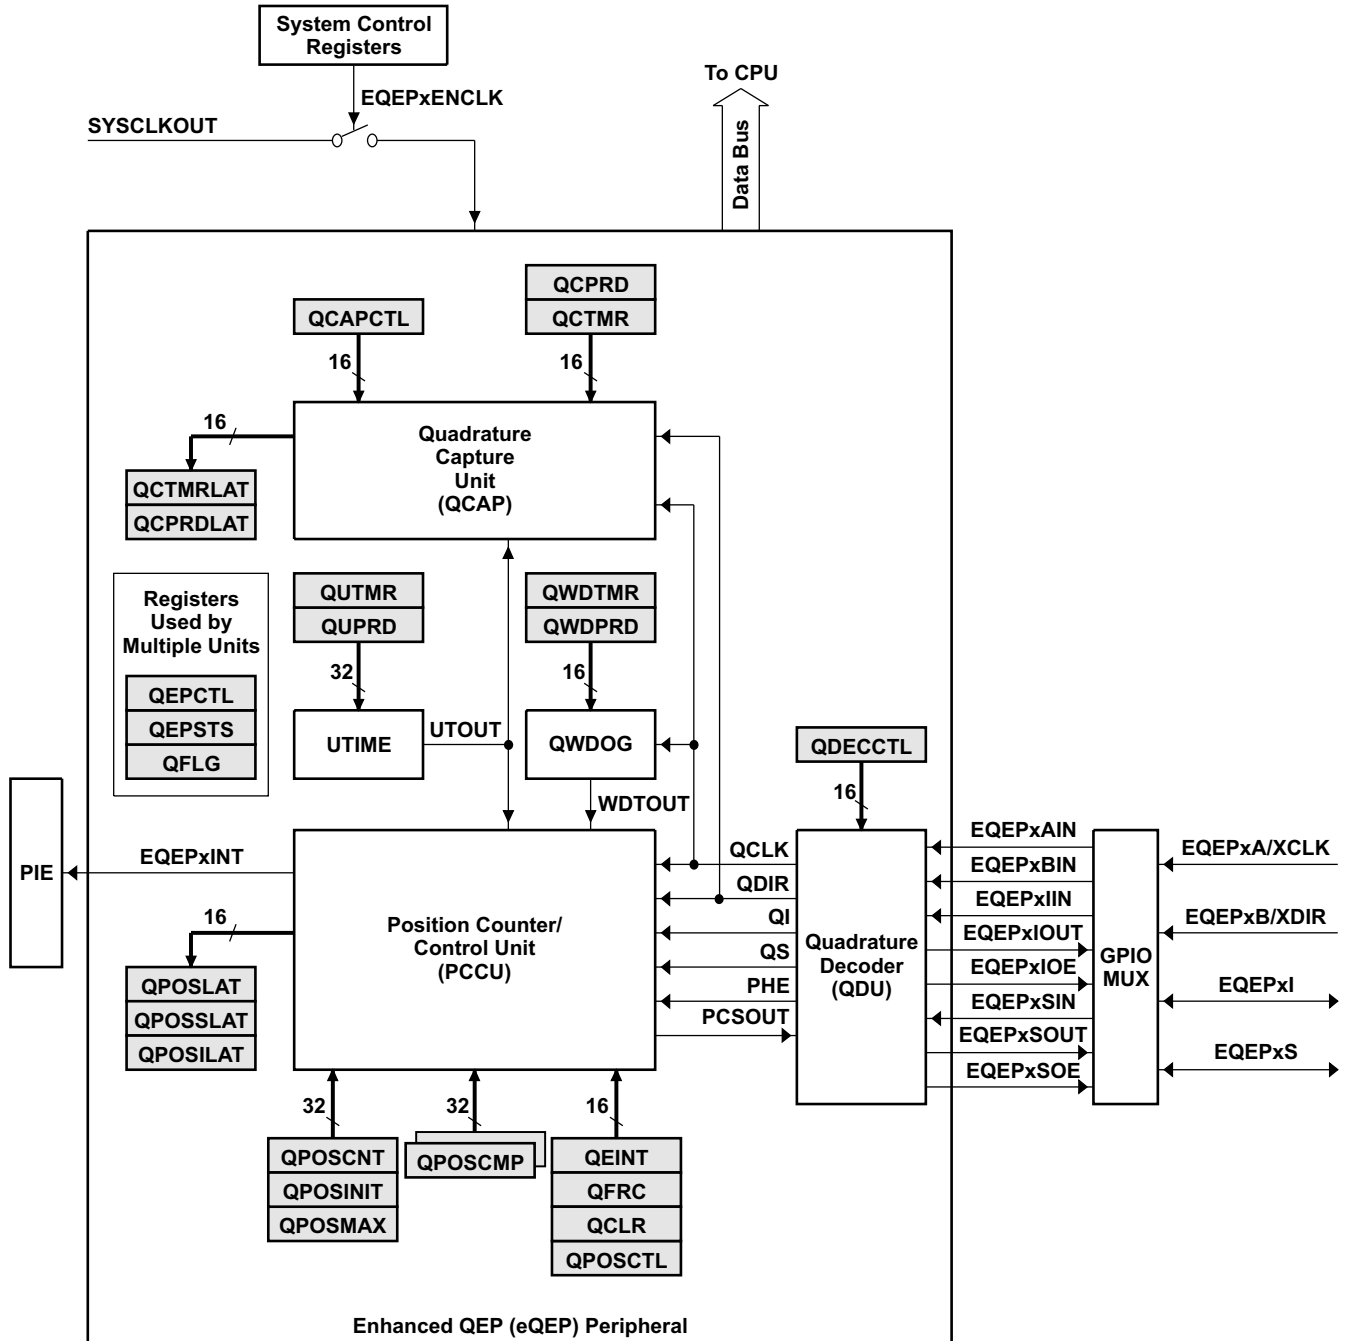 System Control
Registers
To CPU
EQEPxENCLK
SYSCLKOUT
Data Bus
QCPRD
QCAPCTL
QCTMR
16
16
16
Quadrature
Capture
Unit
(QCAP)
QCTMRLAT
QCPRDLAT
Registers
Used by
Multiple Units
QEPCTL
QEPSTS
QFLG
QUTMR
QUPRD
32
UTIME
UTOUT
QWDTMR
QWDPRD
16
QWDOG
WDTOUT
QDECCTL
16
PIE
EQEPxINT
16
QPOSLAT
QPOSSLAT
QPOSILAT
Position Counter/
Control Unit
(PCCU)
QCLK
QDIR
QI
QS
PHE
PCSOUT
Quadrature
Decoder
(QDU)
EQEPxAIN
EQEPxBIN
EQEPxIIN
EQEPxIOUT
EQEPxIOE
EQEPxSIN
EQEPxSOUT
EQEPxSOE
GPIO
MUX
EQEPxA/XCLK
EQEPxB/XDIR
EQEPxI
EQEPxS
32
QPOSCNT
QPOSINIT
QPOSMAX
32
QPOSCMP
16
QEINT
QFRC
QCLR
QPOSCTL
Enhanced QEP (eQEP) Peripheral